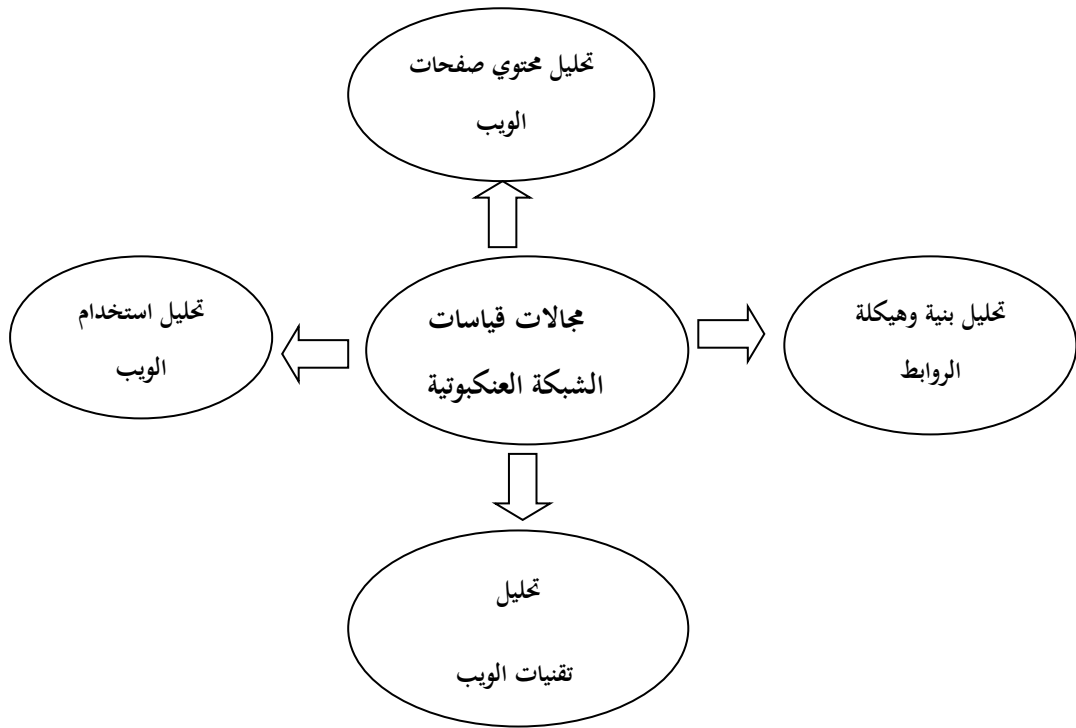 تحليل محتوي صفحات
الويب
مجالات قياسات
الشبكة العنكبوتية
تحليل بنية وهيكلة
الروابط
تحليل استخدام
الويب
تحليل
تقنيات الويب